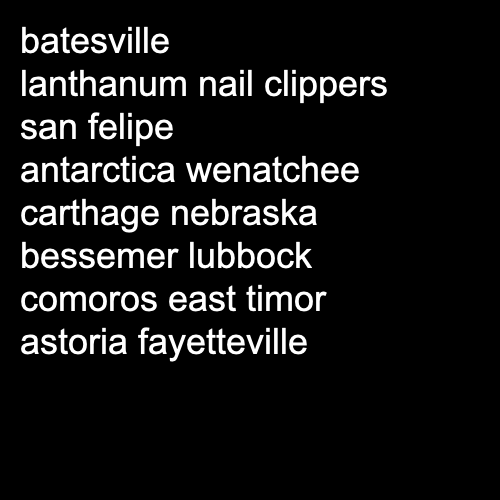 batesville
lanthanum nail clippers
san felipe
antarctica wenatchee
carthage nebraska
bessemer lubbock
comoros east timor
astoria fayetteville